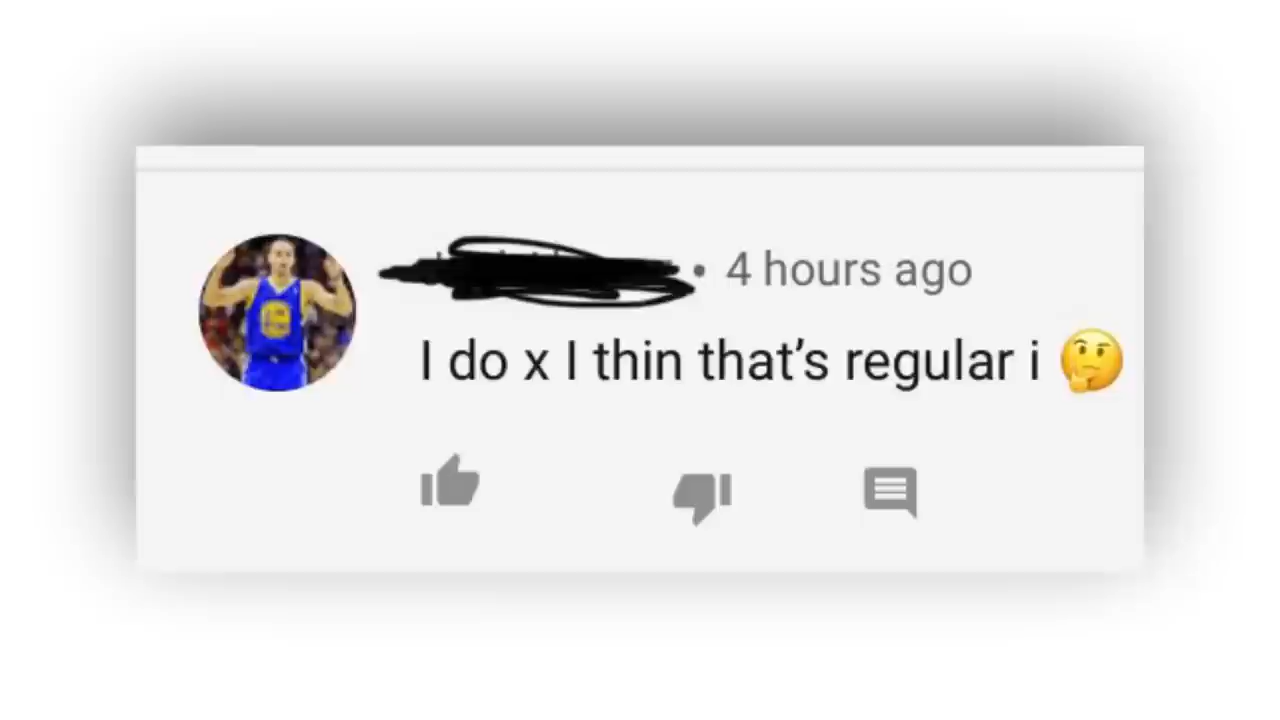 • 4 hours ago
I do x I thin that’s regular i 🤔